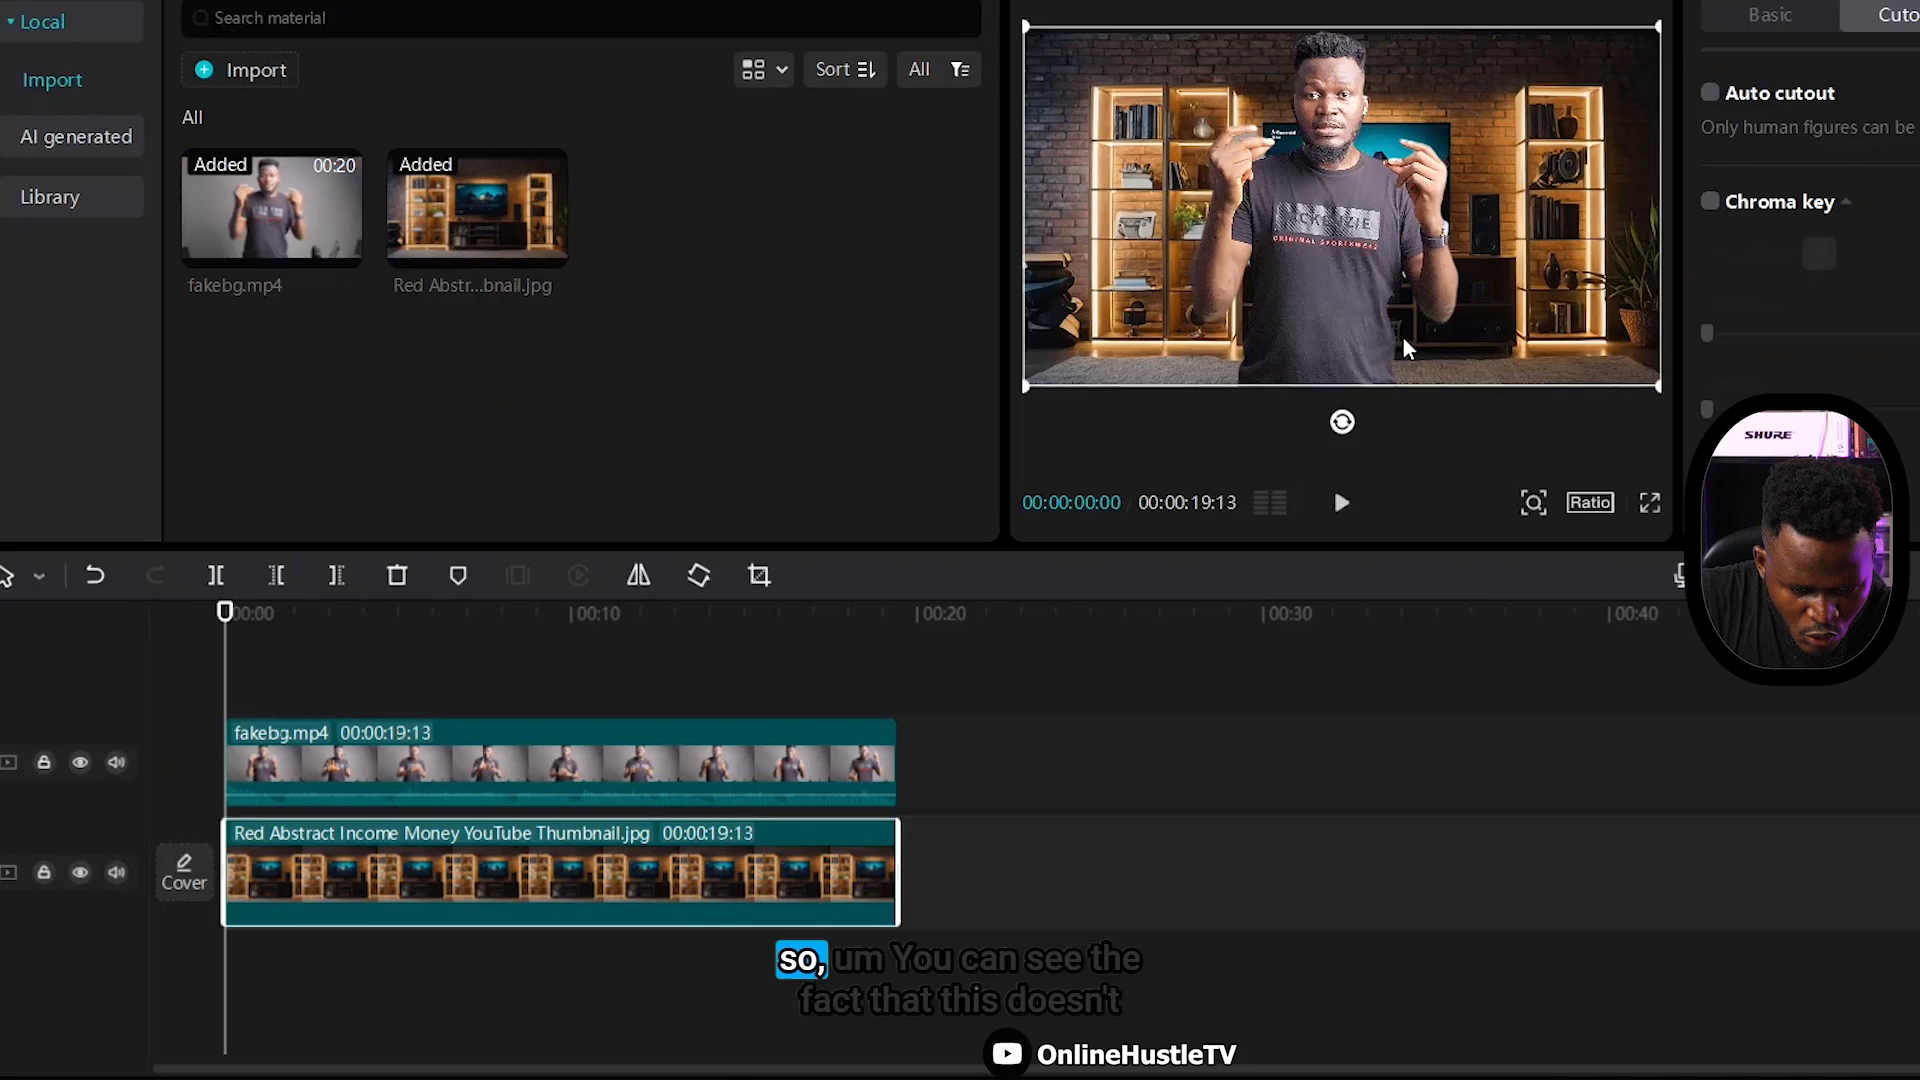 Local
Import
AI generated
Library
Search material
Import
Sort
All
All
Added 00:20
fakebg.mp4
Added
Red Abstr...bnail.jpg
ORIGINAL SPORTSWEAR
00:00:00:00 / 00:00:19:13
Ratio
Basic
Cuto
Auto cutout
Only human figures can be
Chroma key
SHURE
00:00
00:10
00:20
00:30
00:40
fakebg.mp4 00:00:19:13
Cover
Red Abstract Income Money YouTube Thumbnail.jpg 00:00:19:13
so, um You can see the
fact that this doesn't
OnlineHustleTV